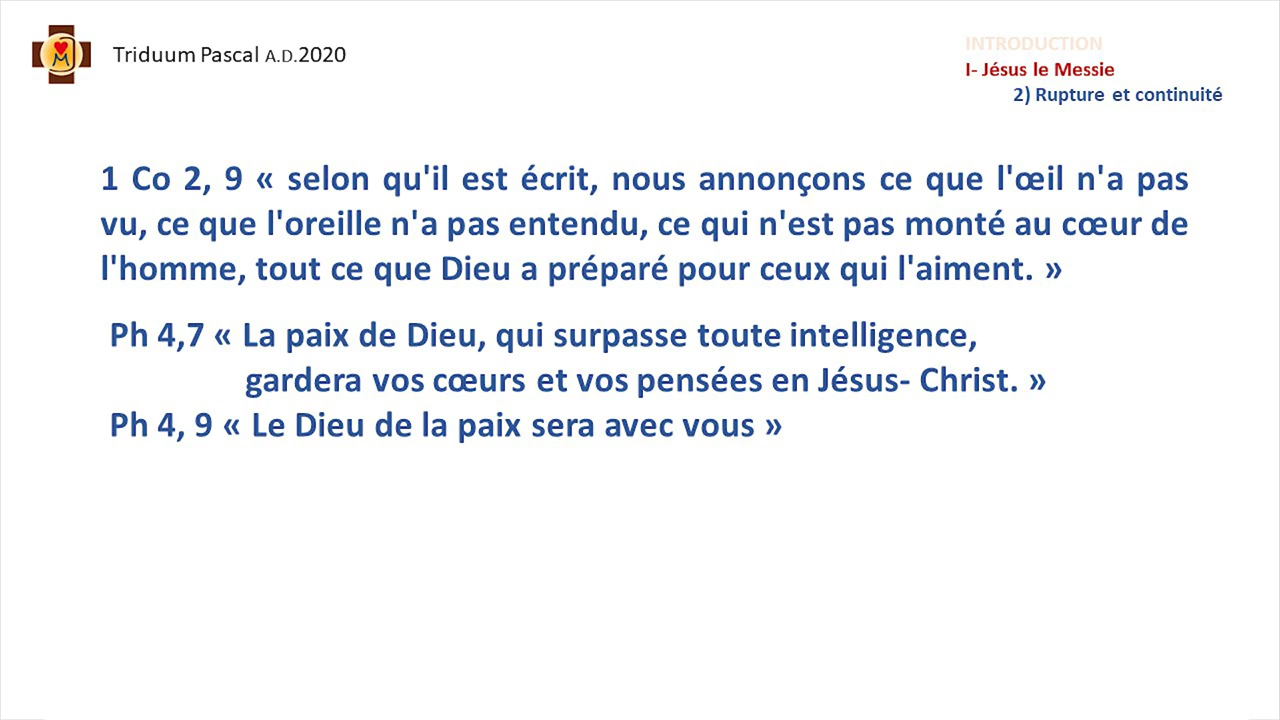 Triduum Pascal A.D.2020
INTRODUCTION
I- Jésus le Messie
2) Rupture et continuité
1 Co 2, 9 « selon qu'il est écrit, nous annonçons ce que l'œil n'a pas
vu, ce que l'oreille n'a pas entendu, ce qui n'est pas monté au cœur de
l'homme, tout ce que Dieu a préparé pour ceux qui l'aiment. »
Ph 4,7 « La paix de Dieu, qui surpasse toute intelligence,
gardera vos cœurs et vos pensées en Jésus- Christ. »
Ph 4, 9 « Le Dieu de la paix sera avec vous »